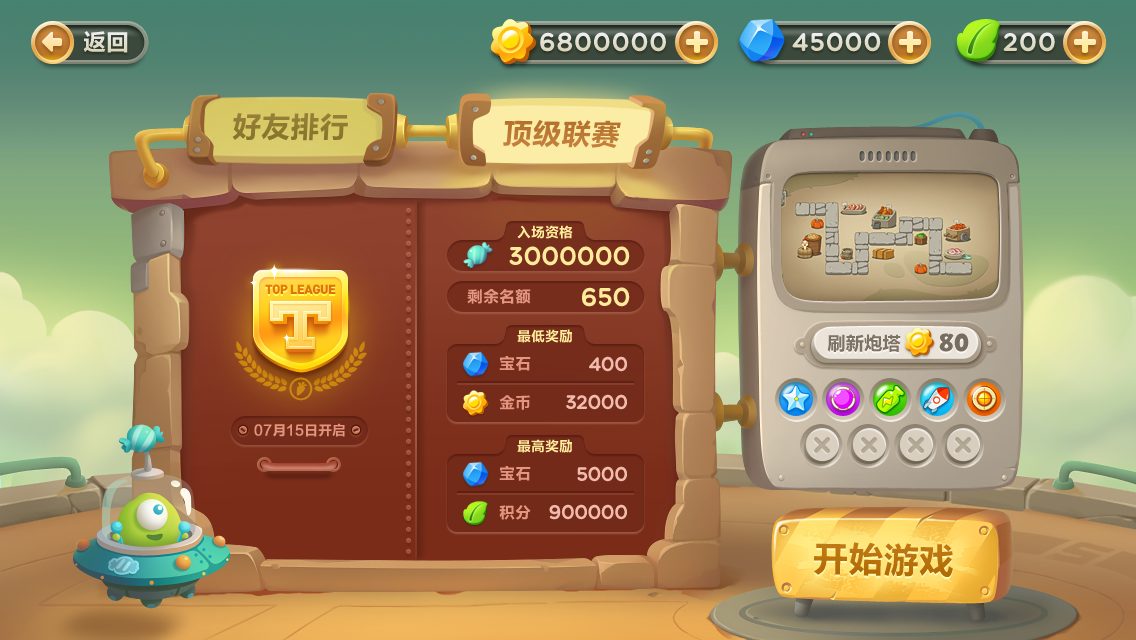 返回
6800000
45000
200
好友排行
顶级联赛
TOP LEAGUE
T
07月15日开启
入场资格
3000000
剩余名额 650
最低奖励
宝石 400
金币 32000
最高奖励
宝石 5000
积分 900000
刷新炮塔 80
开始游戏